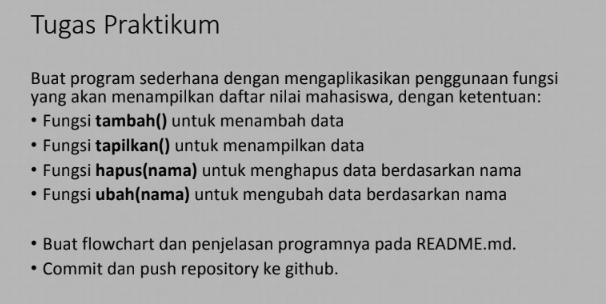 Tugas Praktikum
Buat program sederhana dengan mengaplikasikan penggunaan fungsi
yang akan menampilkan daftar nilai mahasiswa, dengan ketentuan:
• Fungsi tambah() untuk menambah data
• Fungsi tapilkan() untuk menampilkan data
• Fungsi hapus(nama) untuk menghapus data berdasarkan nama
• Fungsi ubah(nama) untuk mengubah data berdasarkan nama
• Buat flowchart dan penjelasan programnya pada README.md.
• Commit dan push repository ke github.